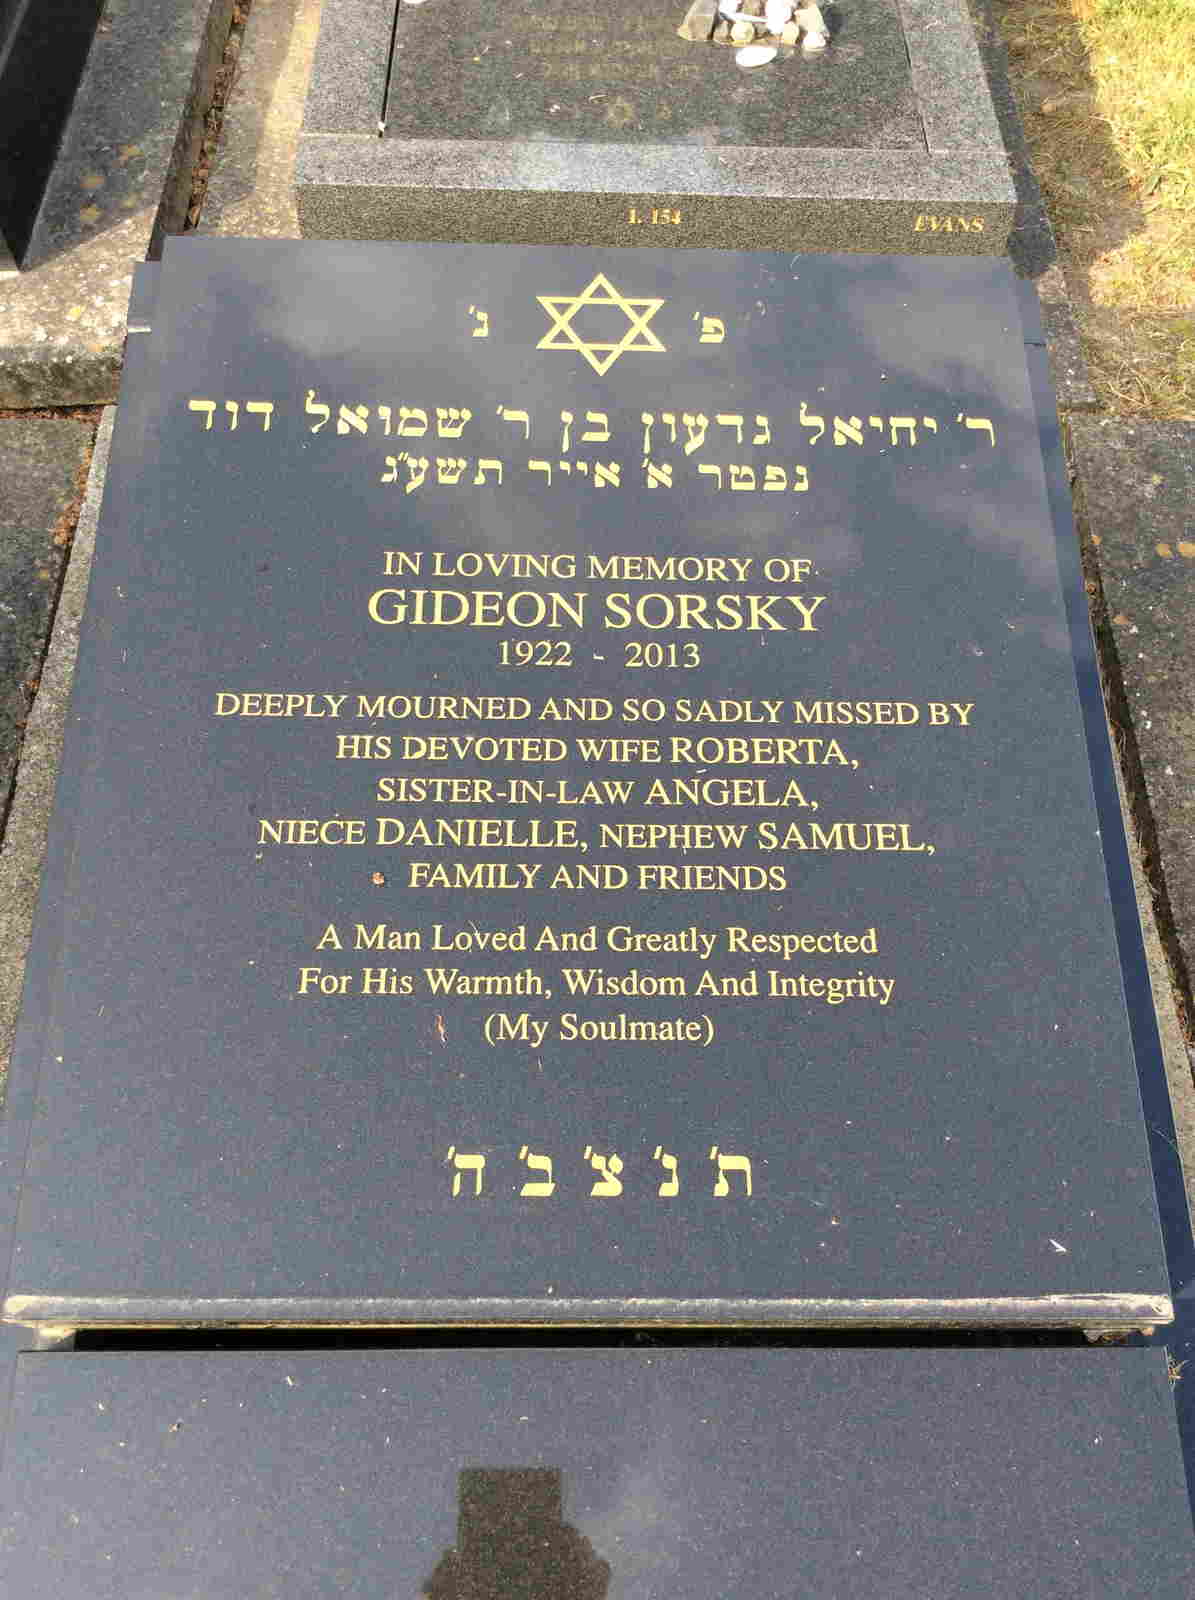 I. 154 EVANS
פ' נ'
ר' יחיאל גדעון בן ר' שמואל דוד
נפטר א' אייר תשע"ג
IN LOVING MEMORY OF
GIDEON SORSKY
1922 - 2013
DEEPLY MOURNED AND SO SADLY MISSED BY
HIS DEVOTED WIFE ROBERTA,
SISTER-IN-LAW ANGELA,
NIECE DANIELLE, NEPHEW SAMUEL,
FAMILY AND FRIENDS
A Man Loved And Greatly Respected
For His Warmth, Wisdom And Integrity
(My Soulmate)
ת' נ' צ' ב' ה'